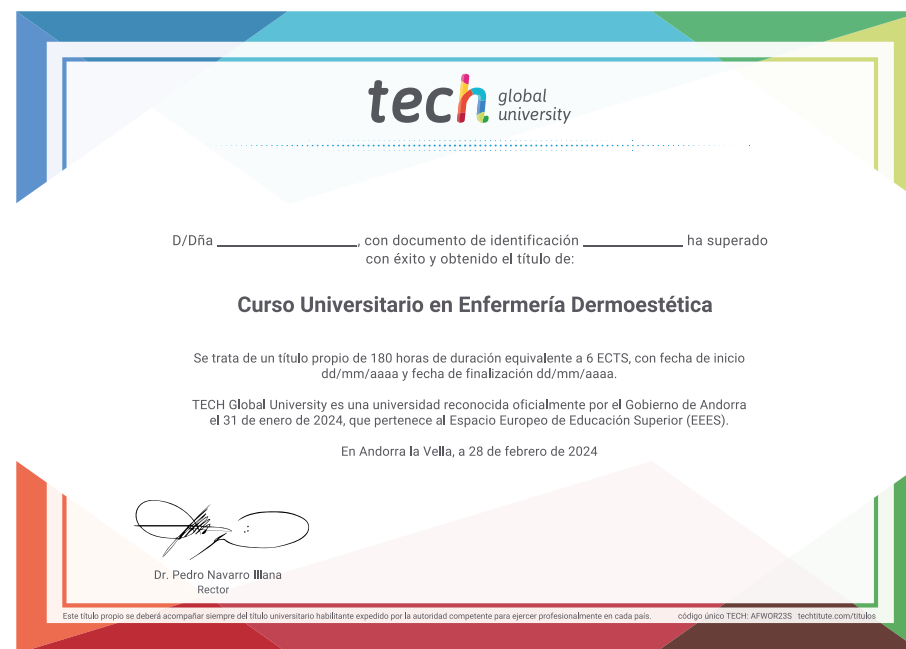 tech global university
D/Dña ____________________, con documento de identificación ______________ ha superado
con éxito y obtenido el título de:
Curso Universitario en Enfermería Dermoestética
Se trata de un título propio de 180 horas de duración equivalente a 6 ECTS, con fecha de inicio
dd/mm/aaaa y fecha de finalización dd/mm/aaaa.
TECH Global University es una universidad reconocida oficialmente por el Gobierno de Andorra
el 31 de enero de 2024, que pertenece al Espacio Europeo de Educación Superior (EEES).
En Andorra la Vella, a 28 de febrero de 2024
Dr. Pedro Navarro Illana
Rector
Este título propio se deberá acompañar siempre del título universitario habilitante expedido por la autoridad competente para ejercer profesionalmente en cada país. código único TECH: AFWOR23S techtitute.com/titulos